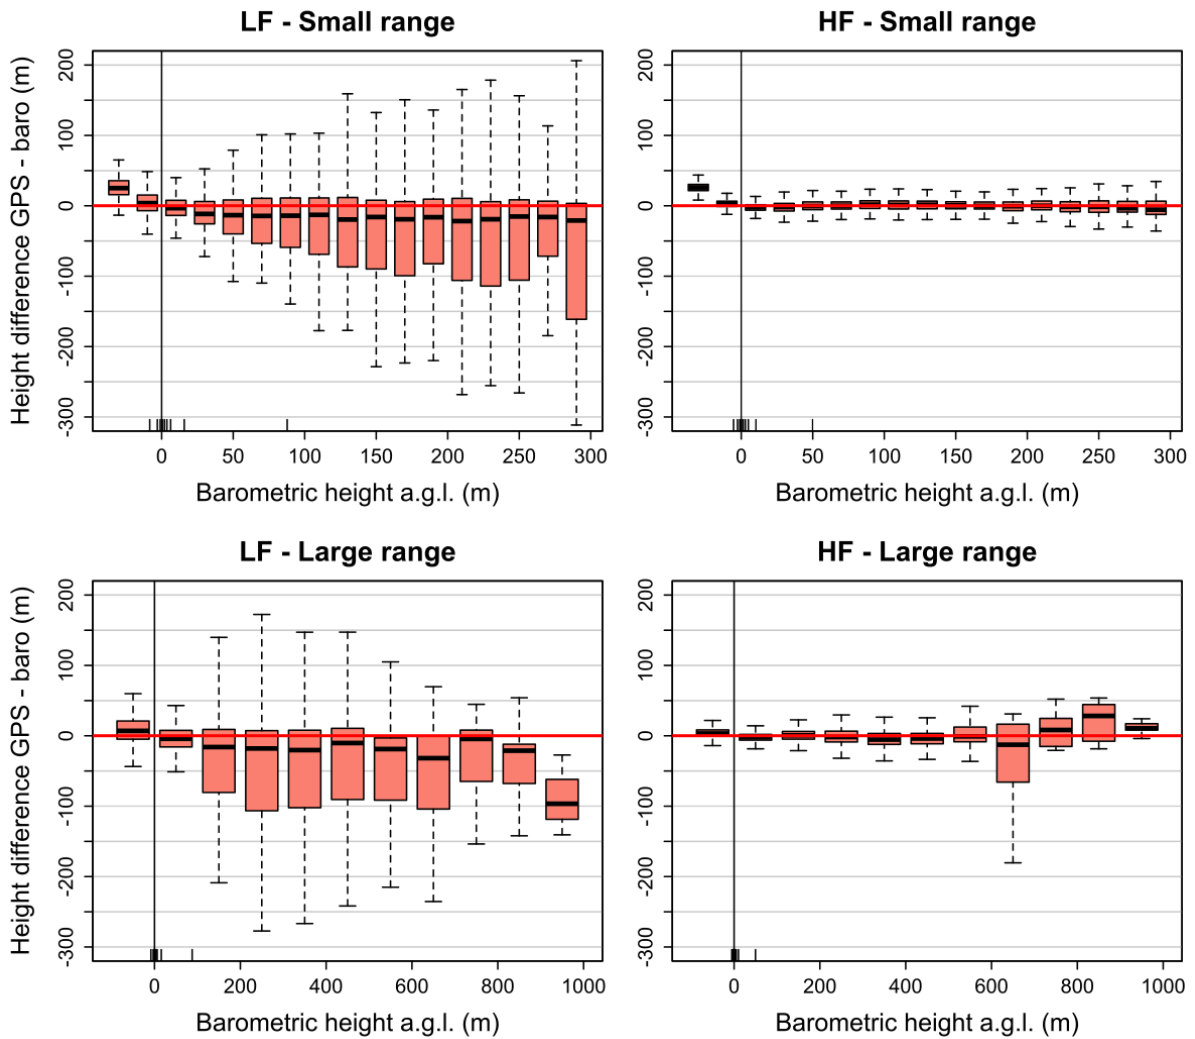 LF - Small range
HF - Small range
Height difference GPS - baro (m)
200
100
0
-100
-200
-300
0 50 100 150 200 250 300
Barometric height a.g.l. (m)
200
100
0
-100
-200
-300
0 50 100 150 200 250 300
Barometric height a.g.l. (m)
LF - Large range
HF - Large range
Height difference GPS - baro (m)
200
100
0
-100
-200
-300
0 200 400 600 800 1000
Barometric height a.g.l. (m)
200
100
0
-100
-200
-300
0 200 400 600 800 1000
Barometric height a.g.l. (m)